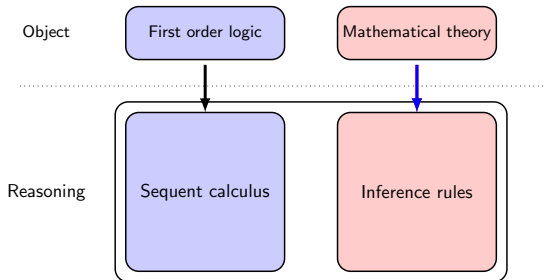 Object
First order logic
Mathematical theory
Reasoning
Sequent calculus
Inference rules